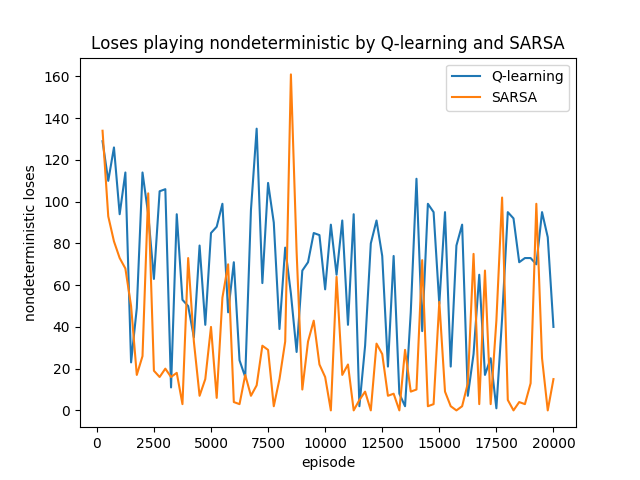 Loses playing nondeterministic by Q-learning and SARSA
Q-learning
SARSA
nondeterministic loses
160
140
120
100
80
60
40
20
0
0 2500 5000 7500 10000 12500 15000 17500 20000
episode